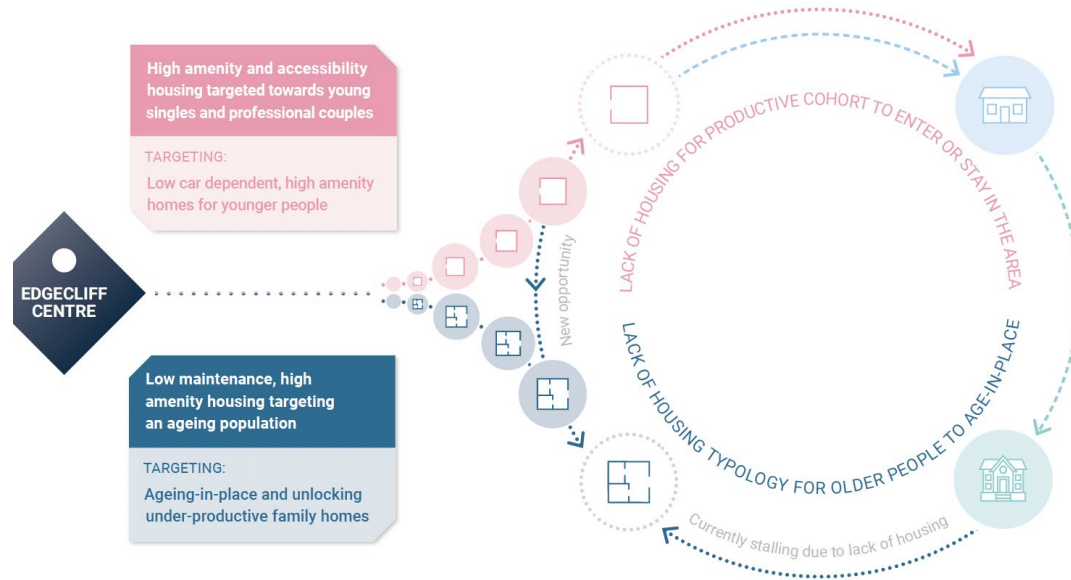 High amenity and accessibility
housing targeted towards young
singles and professional couples
TARGETING:
Low car dependent, high amenity
homes for younger people
EDGECLIFF
CENTRE
Low maintenance, high
amenity housing targeting
an ageing population
TARGETING:
Ageing-in-place and unlocking
under-productive family homes
New opportunity
LACK OF HOUSING FOR PRODUCTIVE COHORT TO ENTER OR STAY IN THE AREA
LACK OF HOUSING TYPOLOGY FOR OLDER PEOPLE TO AGE-IN-PLACE
Currently stalling due to lack of housing